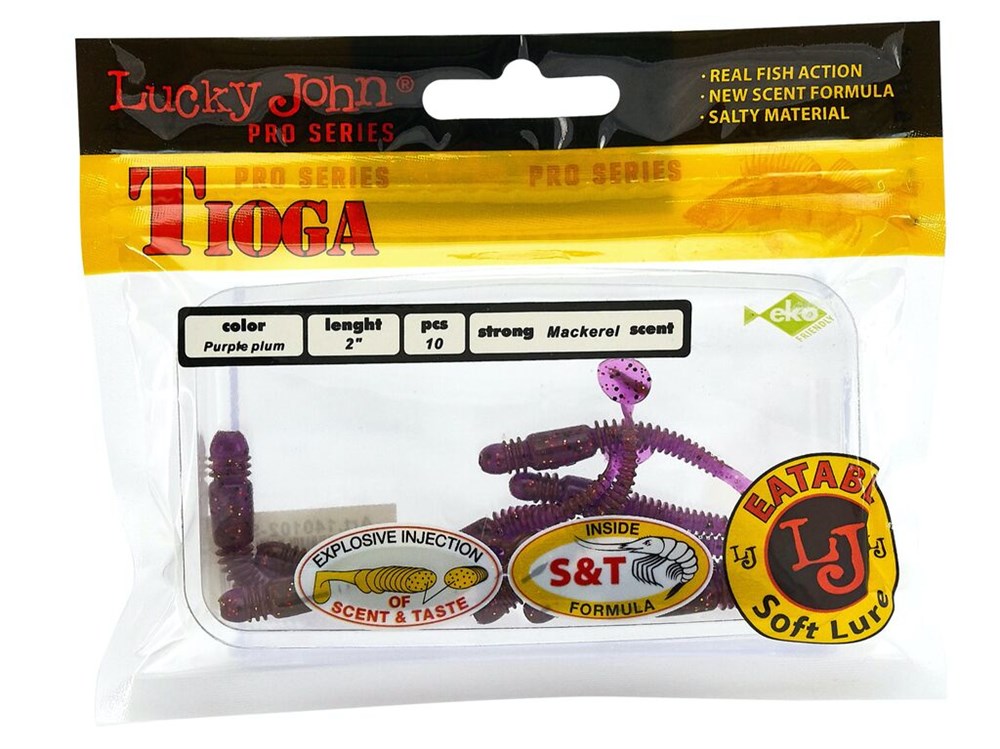 Lucky John®
PRO SERIES
· REAL FISH ACTION
· NEW SCENT FORMULA
· SALTY MATERIAL
PRO SERIES PRO SERIES
TIOGA
color
Purple plum
lenght
2"
pcs
10
strong Mackerel scent
eko
FRIENDLY
EXPLOSIVE INJECTION
OF
SCENT & TASTE
INSIDE
S&T
FORMULA
EATABL
LJ LJ LJ
Soft Lure